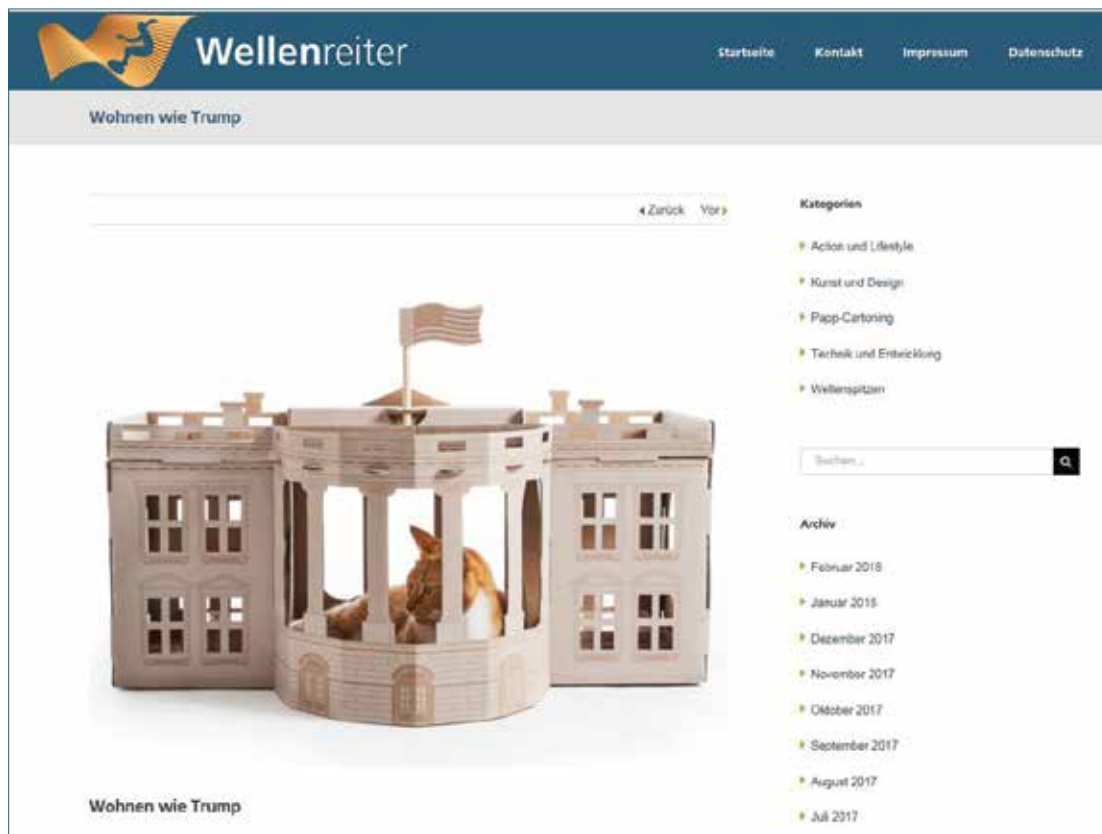 Wellenreiter
Startseite Kontakt Impressum Datenschutz
Wohnen wie Trump
Zurück Vor
Kategorien
Action und Lifestyle
Kunst und Design
Papp-Cartoning
Technik und Entwicklung
Wellenspitzen
Suchen ...
Archiv
Februar 2018
Januar 2018
Dezember 2017
November 2017
Oktober 2017
September 2017
August 2017
Juli 2017
Wohnen wie Trump